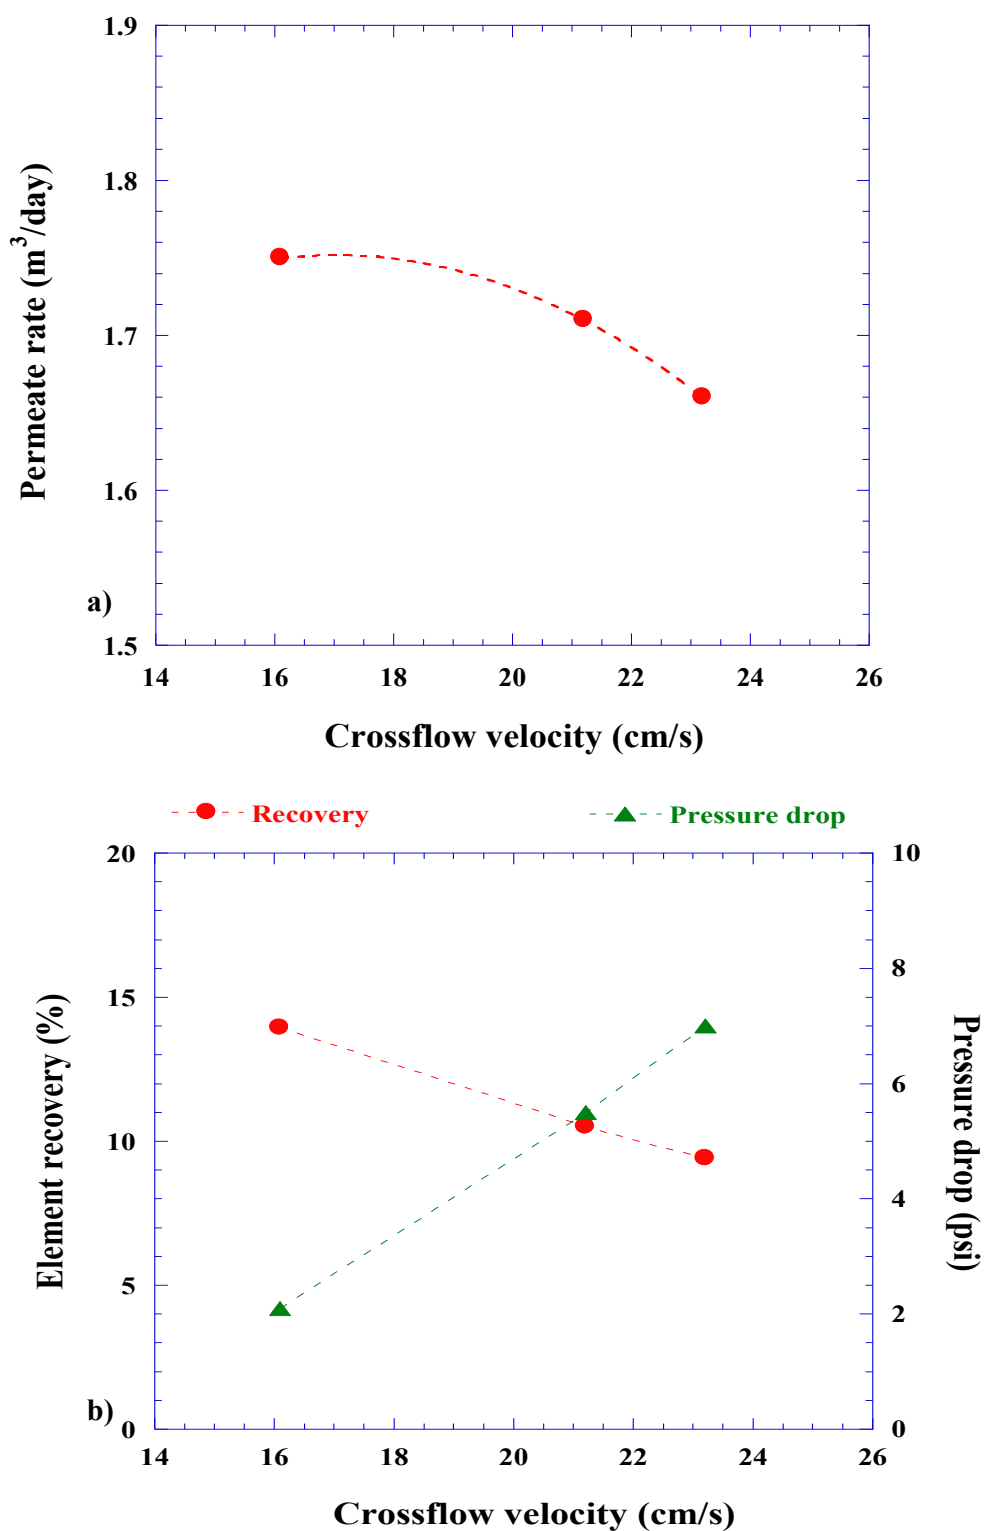 1.9
1.8
1.7
1.6
1.5
Permeate rate (m³/day)
a)
14 16 18 20 22 24 26
Crossflow velocity (cm/s)
Recovery Pressure drop
20
15
10
5
0
Element recovery (%)
10
8
6
4
2
0
Pressure drop (psi)
b)
14 16 18 20 22 24 26
Crossflow velocity (cm/s)